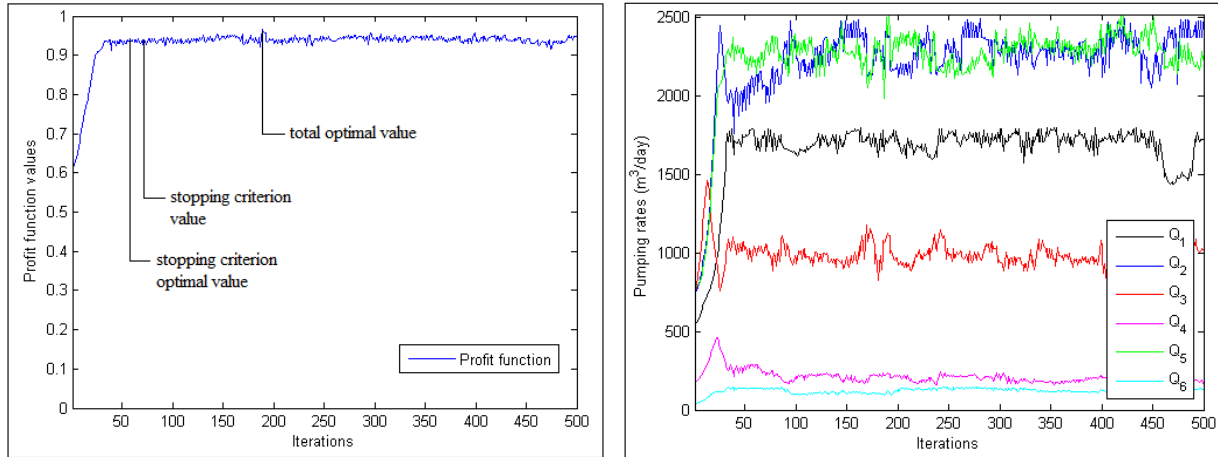 1
0.9
0.8
0.7
0.6
0.5
0.4
0.3
0.2
0.1
0
Profit function values
total optimal value
stopping criterion
value
stopping criterion
optimal value
Profit function
50 100 150 200 250 300 350 400 450 500
Iterations
2500
2000
1500
1000
500
0
Pumping rates (m³/day)
Q₁
Q₂
Q₃
Q₄
Q₅
Q₆
50 100 150 200 250 300 350 400 450 500
Iterations